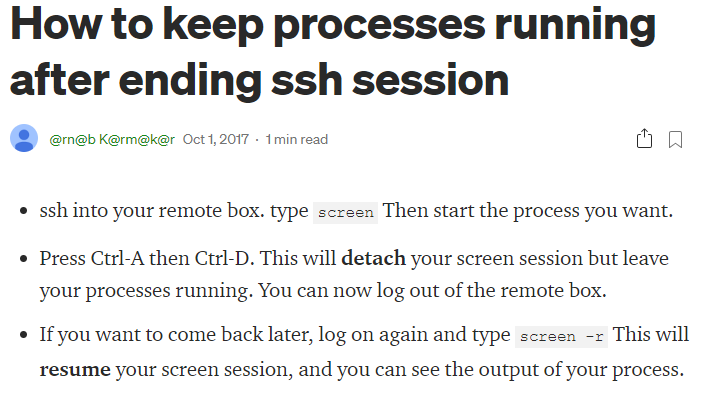 How to keep processes running
after ending ssh session
@rn@b K@rm@k@r Oct 1, 2017 · 1 min read
• ssh into your remote box. type screen Then start the process you want.
• Press Ctrl-A then Ctrl-D. This will detach your screen session but leave
your processes running. You can now log out of the remote box.
• If you want to come back later, log on again and type screen -r This will
resume your screen session, and you can see the output of your process.